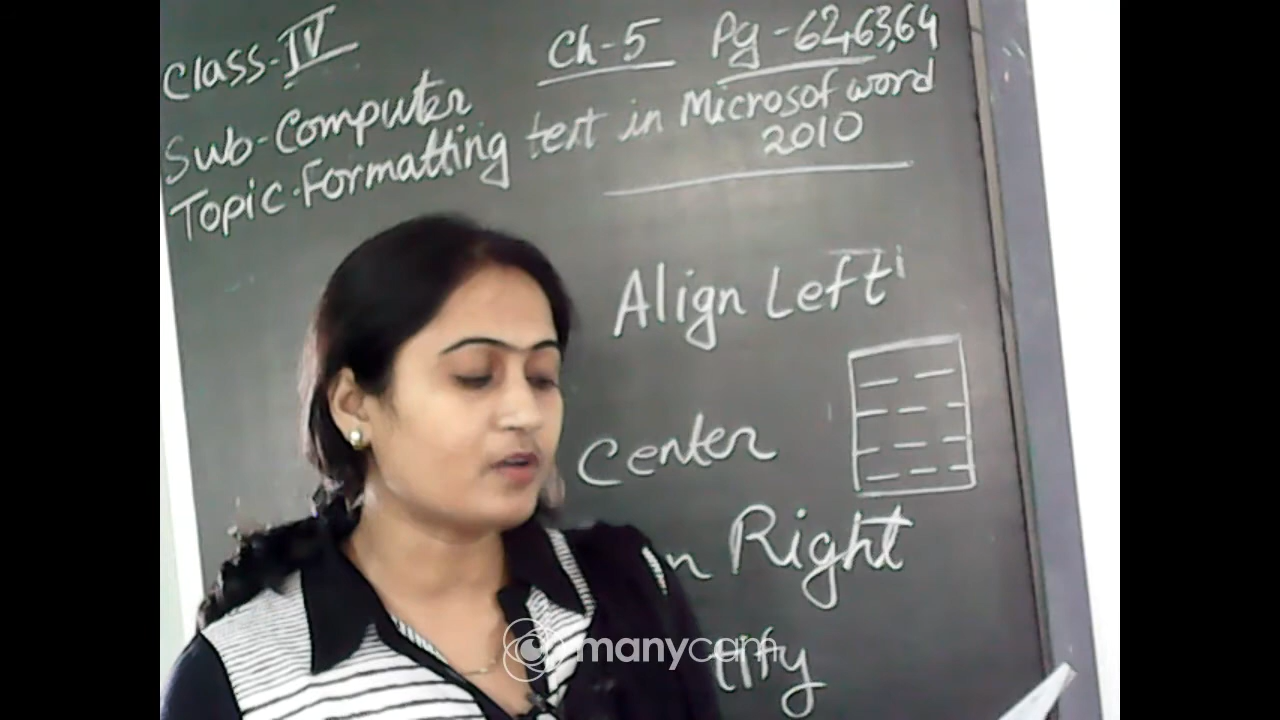 Class-IV Ch-5 Pg-62,63,64
Sub-Computer
Topic-Formatting text in Microsof word
2010
Align Left
Center
n Right
tify
manycam